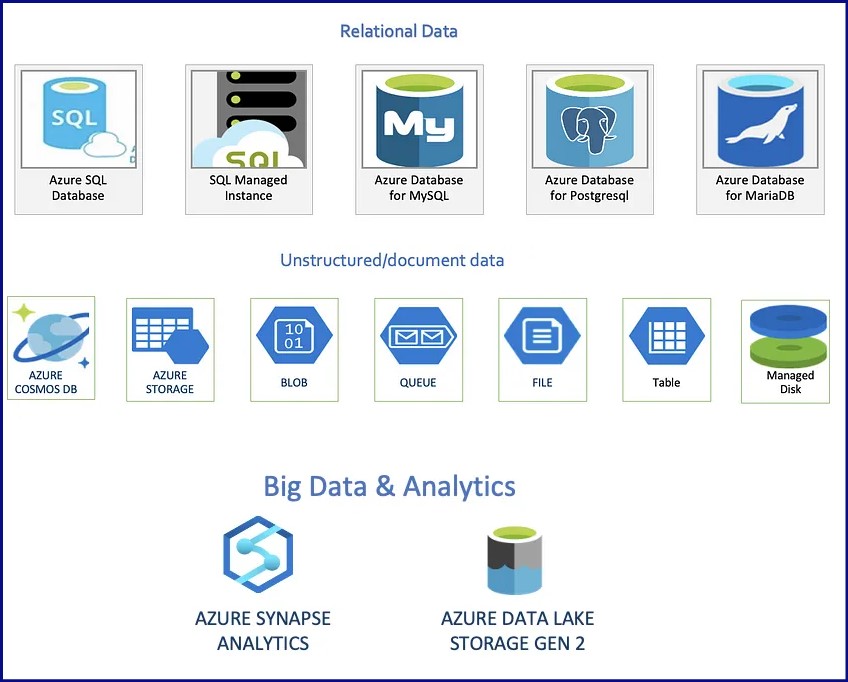 Relational Data
SQL
SQL
My
Azure SQL
Database
SQL Managed
Instance
Azure Database
for MySQL
Azure Database
for Postgresql
Azure Database
for MariaDB
Unstructured/document data
10
01
AZURE
COSMOS DB
AZURE
STORAGE
BLOB
QUEUE
FILE
Table
Managed
Disk
Big Data & Analytics
AZURE SYNAPSE
ANALYTICS
AZURE DATA LAKE
STORAGE GEN 2